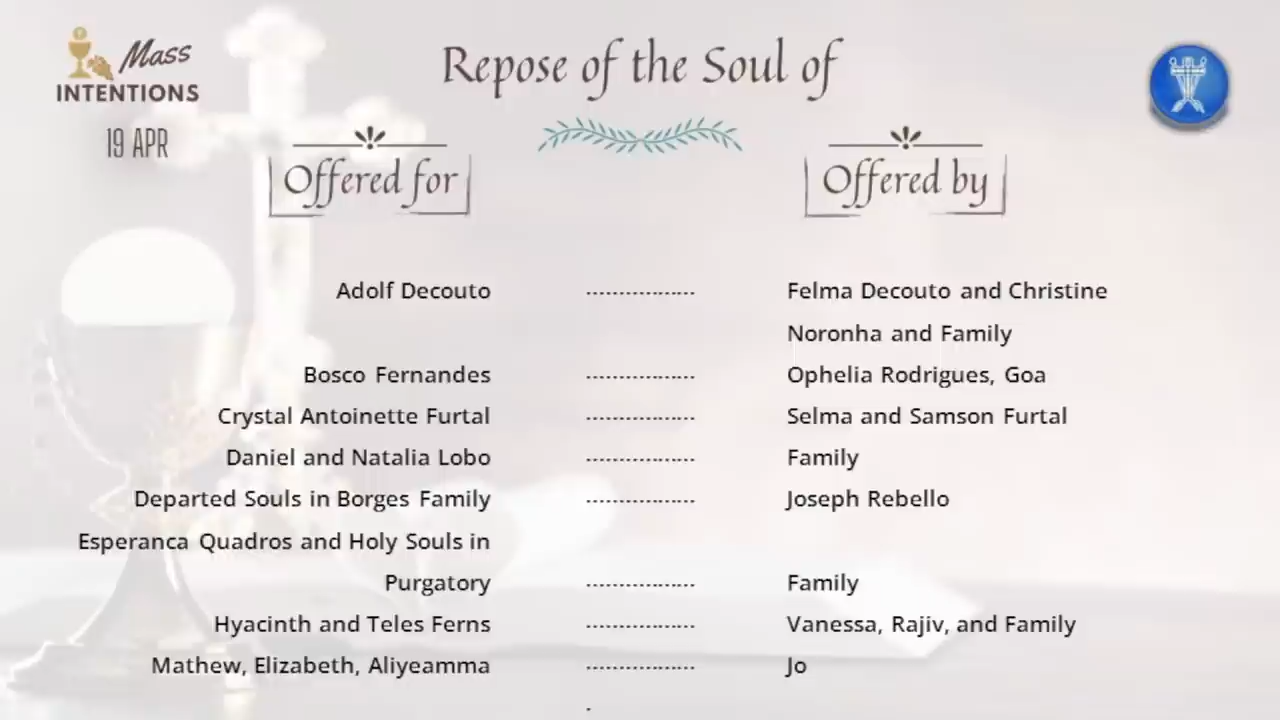 Mass
INTENTIONS
19 APR
Repose of the Soul of
Offered for
Offered by
Adolf Decouto ----------------- Felma Decouto and Christine
Noronha and Family
Bosco Fernandes ----------------- Ophelia Rodrigues, Goa
Crystal Antoinette Furtal ----------------- Selma and Samson Furtal
Daniel and Natalia Lobo ----------------- Family
Departed Souls in Borges Family ----------------- Joseph Rebello
Esperanca Quadros and Holy Souls in
Purgatory ----------------- Family
Hyacinth and Teles Ferns ----------------- Vanessa, Rajiv, and Family
Mathew, Elizabeth, Aliyeamma ----------------- Jo